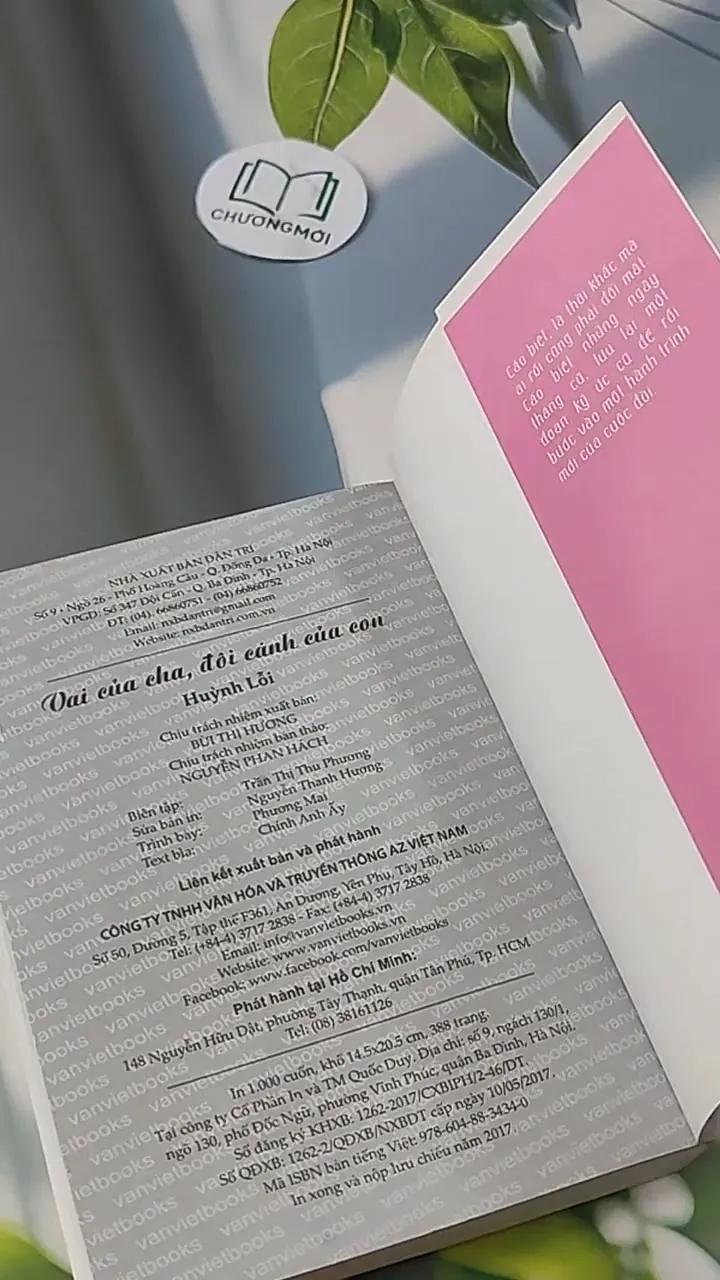 CHƯƠNGMỚI
Cáo biệt, là thời khắc mà
ai rồi cũng phải đối mặt.
Cáo biệt những ngày
tháng cũ, lưu lại một
đoạn ký ức cũ để rồi
bước vào một hành trình
mới của cuộc đời.
NHÀ XUẤT BẢN DÂN TRÍ
Số 9 - Ngõ 26 - Phố Hoàng Cầu - Q. Đống Đa - Tp. Hà Nội
VPGD: Số 347 Đội Cấn - Q. Ba Đình - Tp. Hà Nội
ĐT: (04). 66860751 - (04) 66860752
Email: nxbdantri@gmail.com
Website: nxbdantri.com.vn
Vai của cha, đôi cánh của con
Huỳnh Lỗi
Chịu trách nhiệm xuất bản:
BÙI THỊ HƯƠNG
Chịu trách nhiệm bản thảo:
NGUYỄN PHAN HÁCH
Biên tập: Trần Thị Thu Phương
Sửa bản in: Nguyễn Thanh Hương
Trình bày: Phương Mai
Text bìa: Chính Anh Ấy
Liên kết xuất bản và phát hành
CÔNG TY TNHH VĂN HÓA VÀ TRUYỀN THÔNG AZ VIỆT NAM
Số 50, Đường 5, Tập thể F361, An Dương, Yên Phụ, Tây Hồ, Hà Nội.
Tel: (+84-4) 3717 2838 - Fax: (+84-4) 3717 2838
Email: info@vanvietbooks.vn
Website: www.vanvietbooks.vn
Facebook: www.facebook.com/vanvietbooks
Phát hành tại Hồ Chí Minh:
148 Nguyễn Hữu Dật, phường Tây Thạnh, quận Tân Phú, Tp. HCM
Tel: (08) 38161126
In 1.000 cuốn, khổ 14.5x20.5 cm, 388 trang.
Tại công ty Cổ Phần In và TM Quốc Duy. Địa chỉ: số 9, ngách 130/1,
ngõ 130, phố Đốc Ngữ, phường Vĩnh Phúc, quận Ba Đình, Hà Nội.
Số đăng ký KHXB: 1262-2017/CXBIPH/2-46/DT.
Số QĐXB: 1262-2/QĐXB/NXBDT cấp ngày 10/05/2017.
Mã ISBN bản tiếng Việt: 978-604-88-3434-0
In xong và nộp lưu chiểu năm 2017.